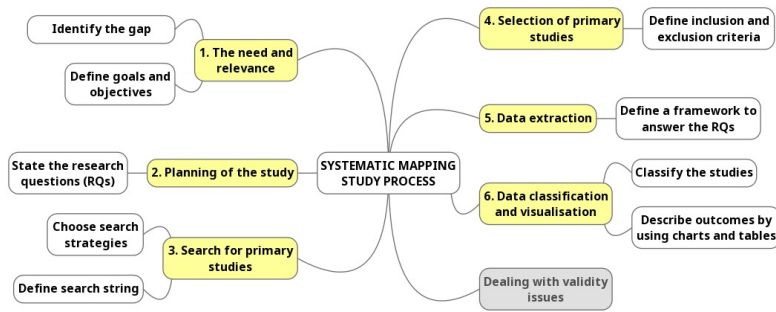 Identify the gap
1. The need and
relevance
Define goals and
objectives
State the research
questions (RQs)
2. Planning of the study
Choose search
strategies
3. Search for primary
studies
Define search string
SYSTEMATIC MAPPING
STUDY PROCESS
4. Selection of primary
studies
Define inclusion and
exclusion criteria
5. Data extraction
Define a framework to
answer the RQs
6. Data classification
and visualisation
Classify the studies
Describe outcomes by
using charts and tables
Dealing with validity
issues